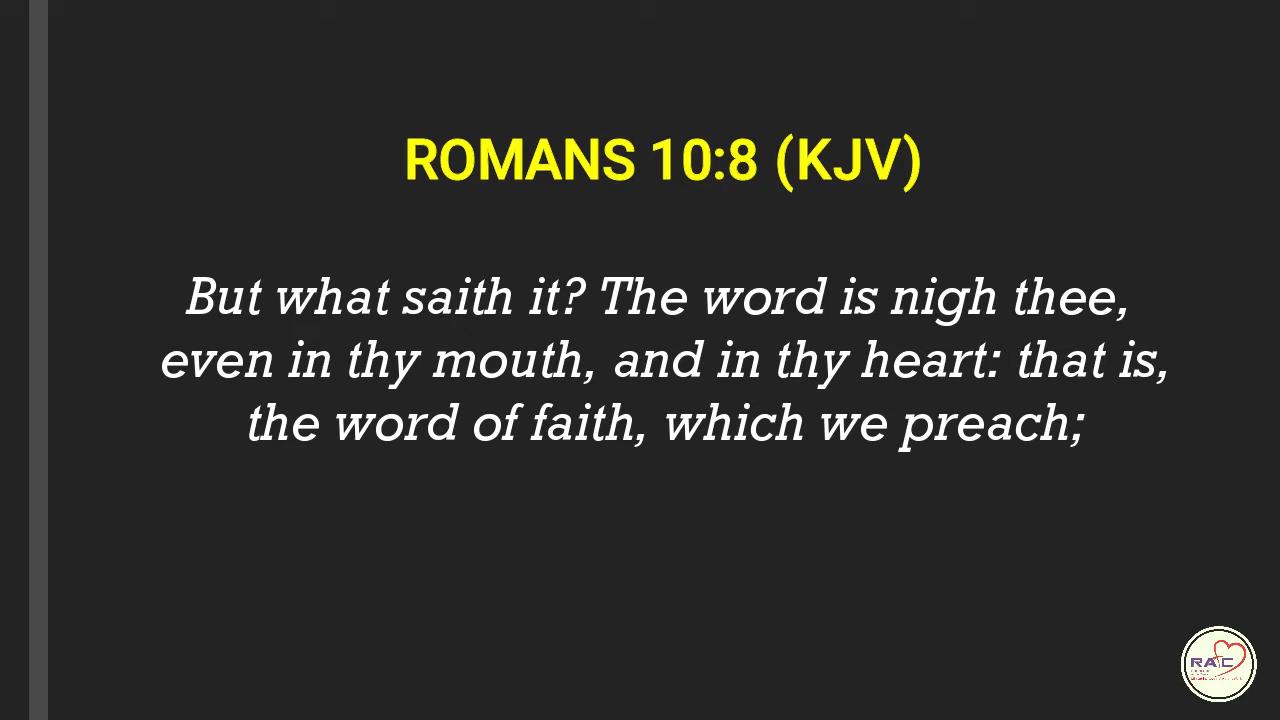 ROMANS 10:8 (KJV)
But what saith it? The word is nigh thee,
even in thy mouth, and in thy heart: that is,
the word of faith, which we preach;
RAFC